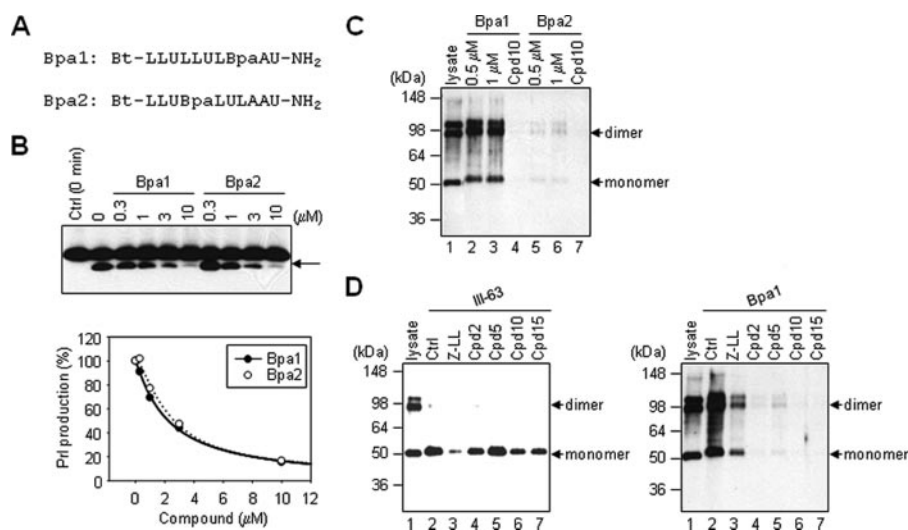 A
Bpa1: Bt-LLULLULBpaAU-NH2
Bpa2: Bt-LLUBpaLULAAU-NH2
B
Ctrl (0 min)
Bpa1
Bpa2
0 0.3 1 3 10 0.3 1 3 10 (μM)
Prl production (%)
120
100
80
60
40
20
0
Bpa1
Bpa2
0 2 4 6 8 10 12
Compound (μM)
C
Bpa1 Bpa2
(kDa) lysate 0.5 μM 1 μM Cpd10 0.5 μM 1 μM Cpd10
148
98
64
50
36
dimer
monomer
1 2 3 4 5 6 7
D
III-63
(kDa) lysate Ctrl Z-LL Cpd2 Cpd5 Cpd10 Cpd15
148
98
64
50
36
dimer
monomer
1 2 3 4 5 6 7
Bpa1
(kDa) lysate Ctrl Z-LL Cpd2 Cpd5 Cpd10 Cpd15
148
98
64
50
36
dimer
monomer
1 2 3 4 5 6 7